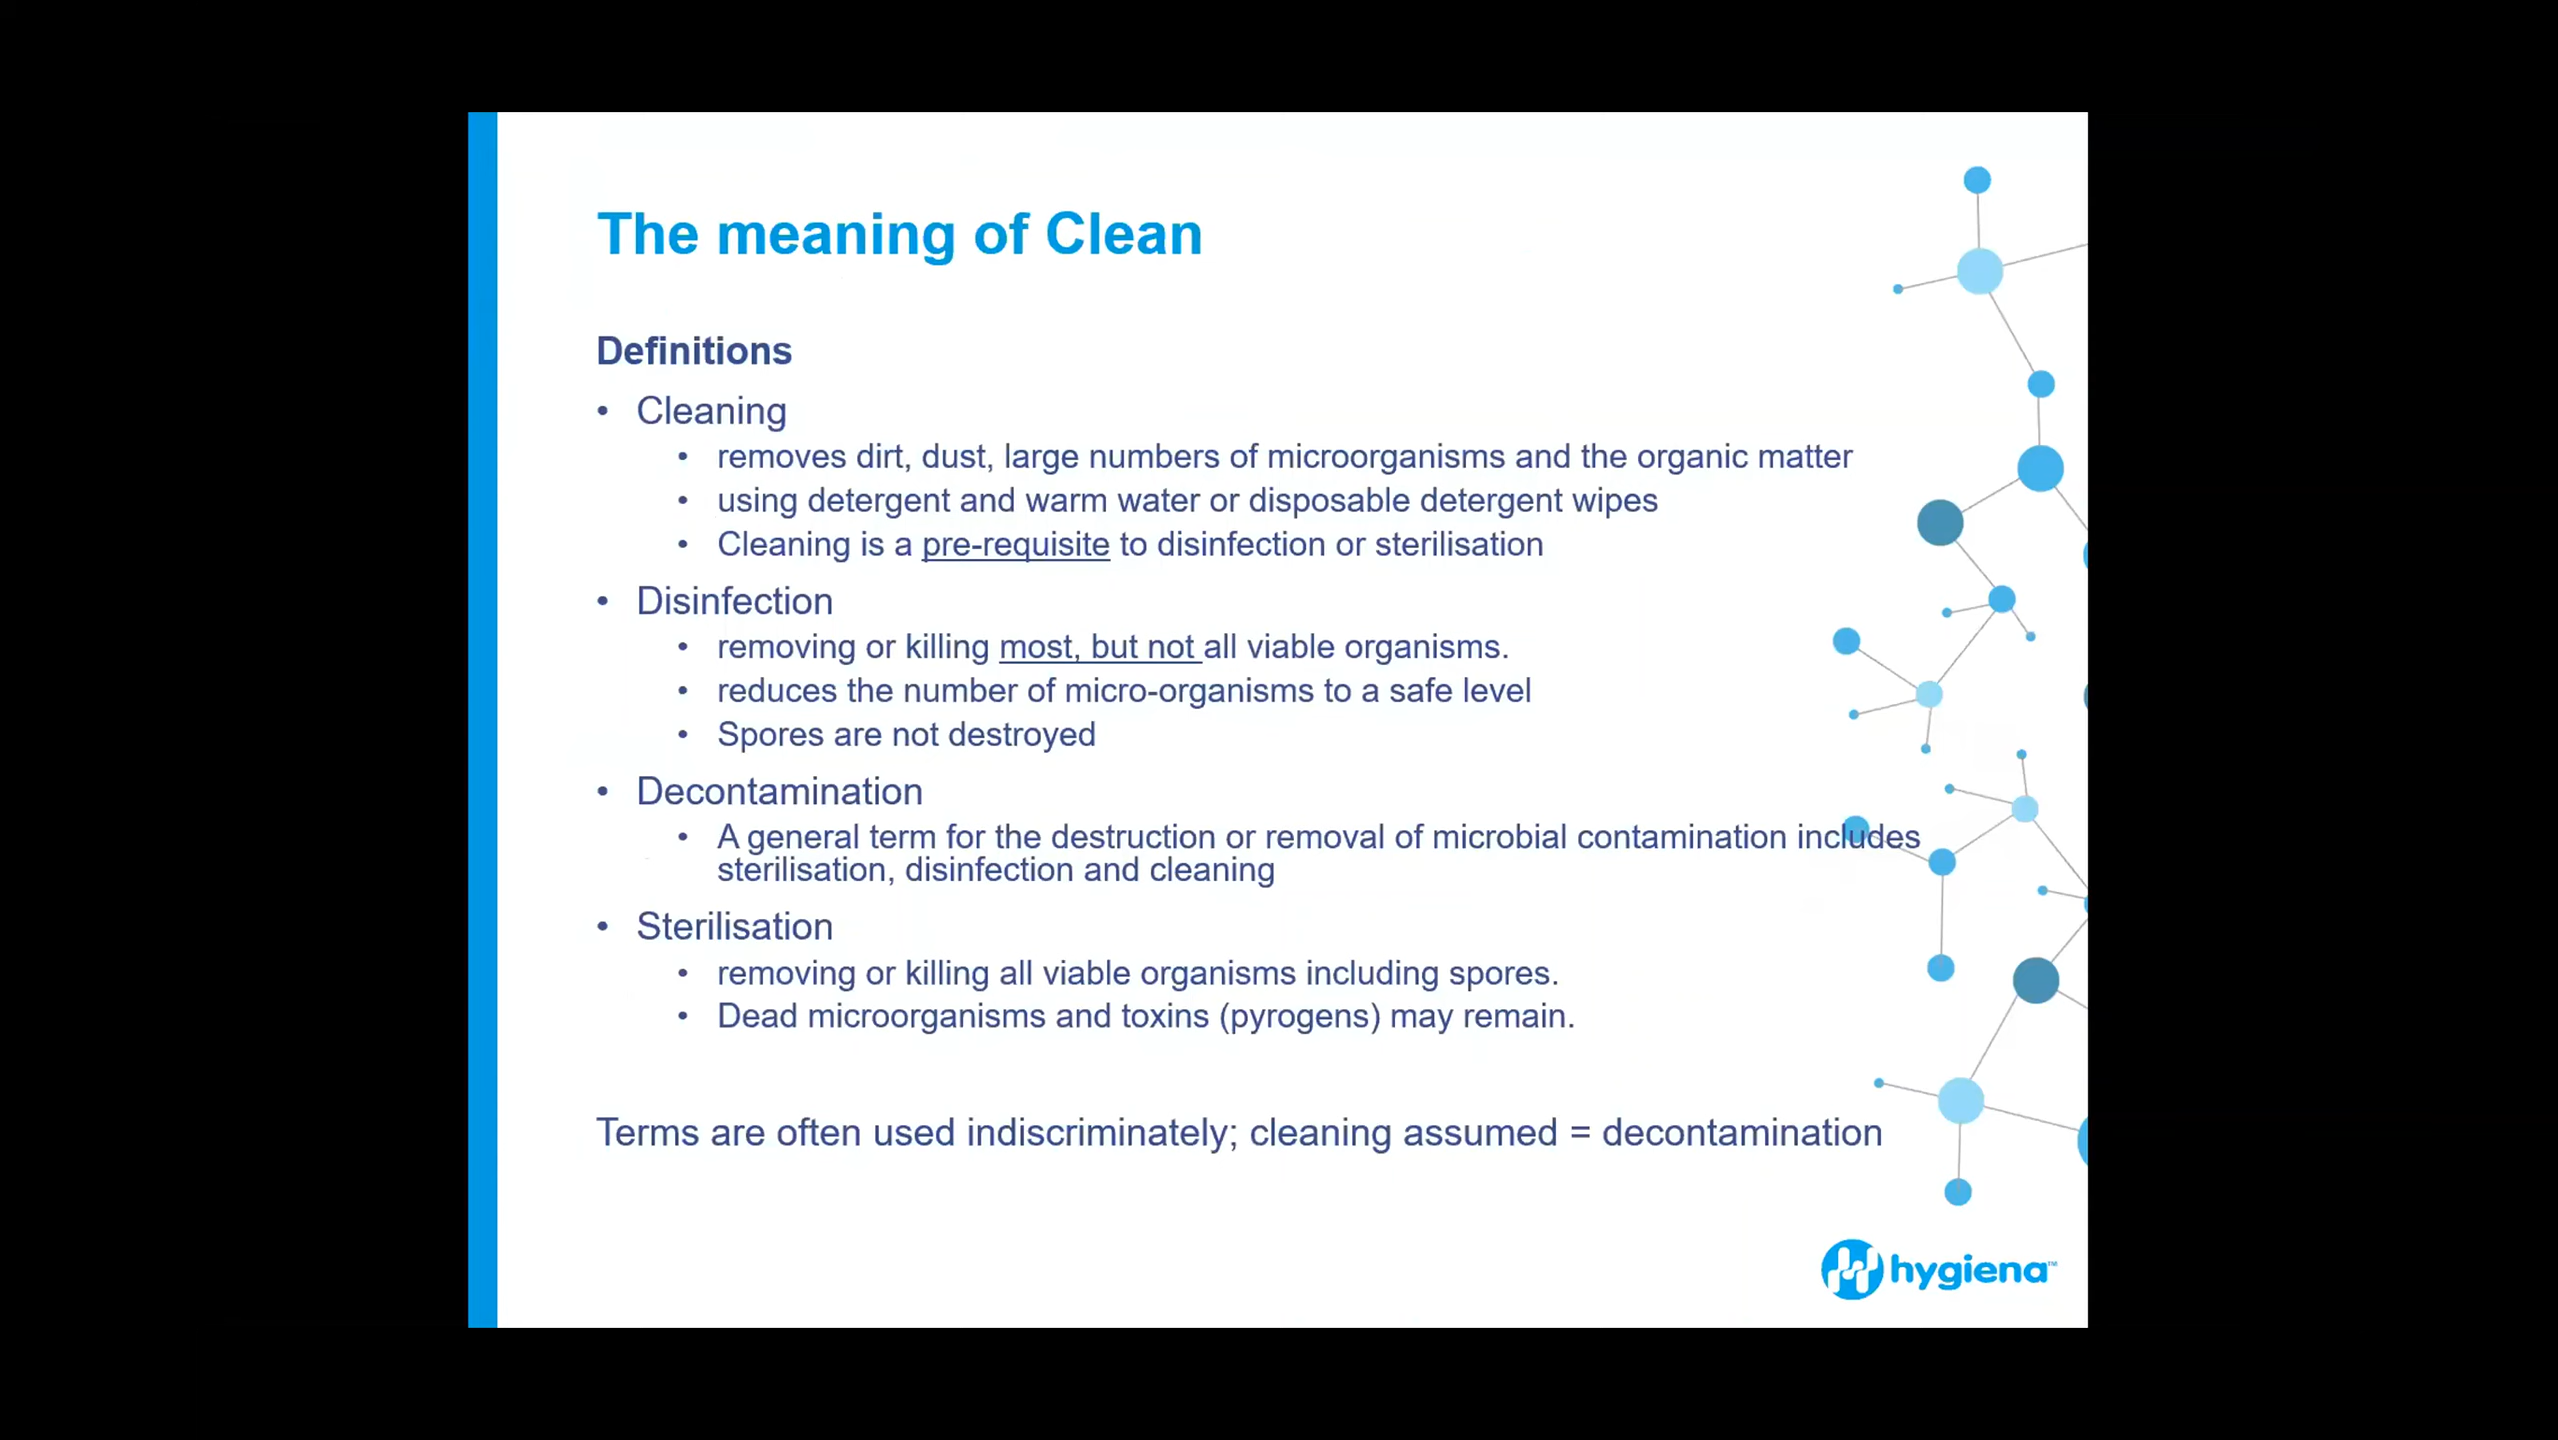 The meaning of Clean
Definitions
• Cleaning
• removes dirt, dust, large numbers of microorganisms and the organic matter
• using detergent and warm water or disposable detergent wipes
• Cleaning is a pre-requisite to disinfection or sterilisation
• Disinfection
• removing or killing most, but not all viable organisms.
• reduces the number of micro-organisms to a safe level
• Spores are not destroyed
• Decontamination
• A general term for the destruction or removal of microbial contamination includes
sterilisation, disinfection and cleaning
• Sterilisation
• removing or killing all viable organisms including spores.
• Dead microorganisms and toxins (pyrogens) may remain.
Terms are often used indiscriminately; cleaning assumed = decontamination
hygiena™